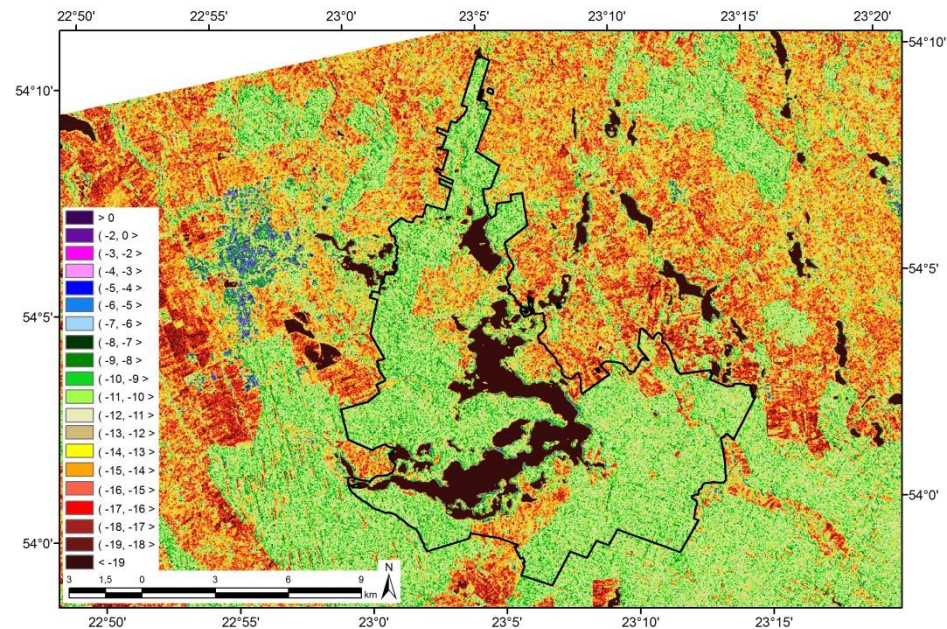 22°50' 22°55' 23°0' 23°5' 23°10' 23°15' 23°20'
54°10'
54°10'
54°5'
54°5'
54°0'
54°0'
> 0
( -2, 0 >
( -3, -2 >
( -4, -3 >
( -5, -4 >
( -6, -5 >
( -7, -6 >
( -8, -7 >
( -9, -8 >
( -10, -9 >
( -11, -10 >
( -12, -11 >
( -13, -12 >
( -14, -13 >
( -15, -14 >
( -16, -15 >
( -17, -16 >
( -18, -17 >
( -19, -18 >
< -19
N
3 1,5 0 3 6 9
km
22°50' 22°55' 23°0' 23°5' 23°10' 23°15'